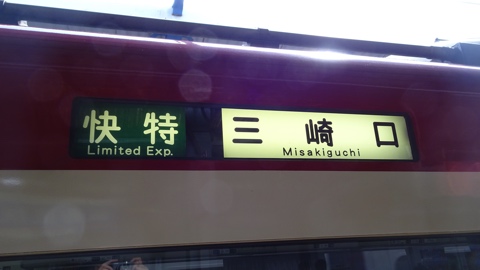 快特
Limited Exp.
三崎口
Misakiguchi